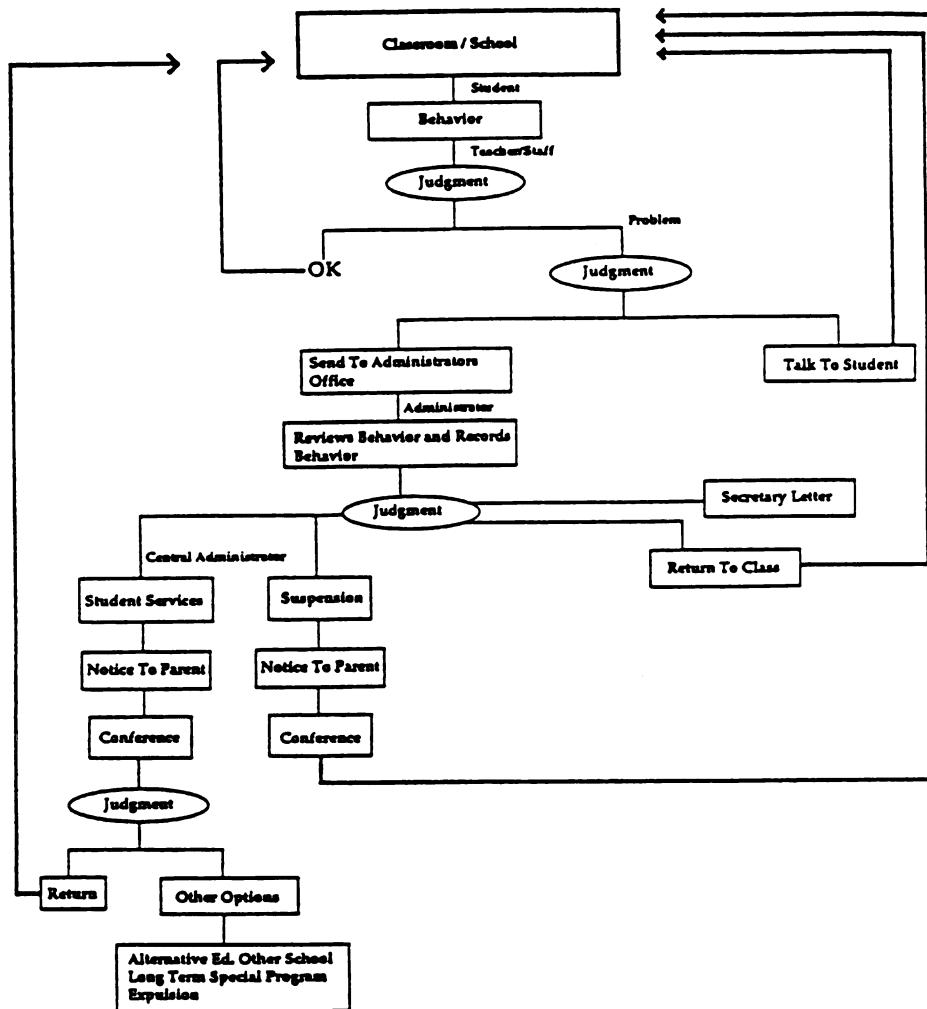 Classroom / School
Student
Behavior
Teacher/Staff
Judgment
Problem
OK
Judgment
Send To Administrators
Office
Talk To Student
Administrator
Reviews Behavior and Records
Behavior
Secretary Letter
Judgment
Central Administrator
Return To Class
Student Services
Suspension
Notice To Parent
Notice To Parent
Conference
Conference
Judgment
Return
Other Options
Alternative Ed. Other School
Long Term Special Program
Expulsion